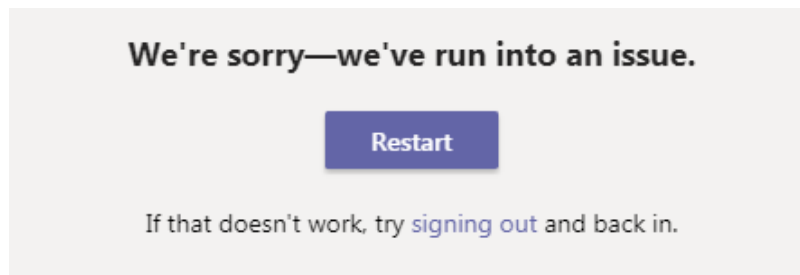 We're sorry—we've run into an issue.
Restart
If that doesn't work, try signing out and back in.